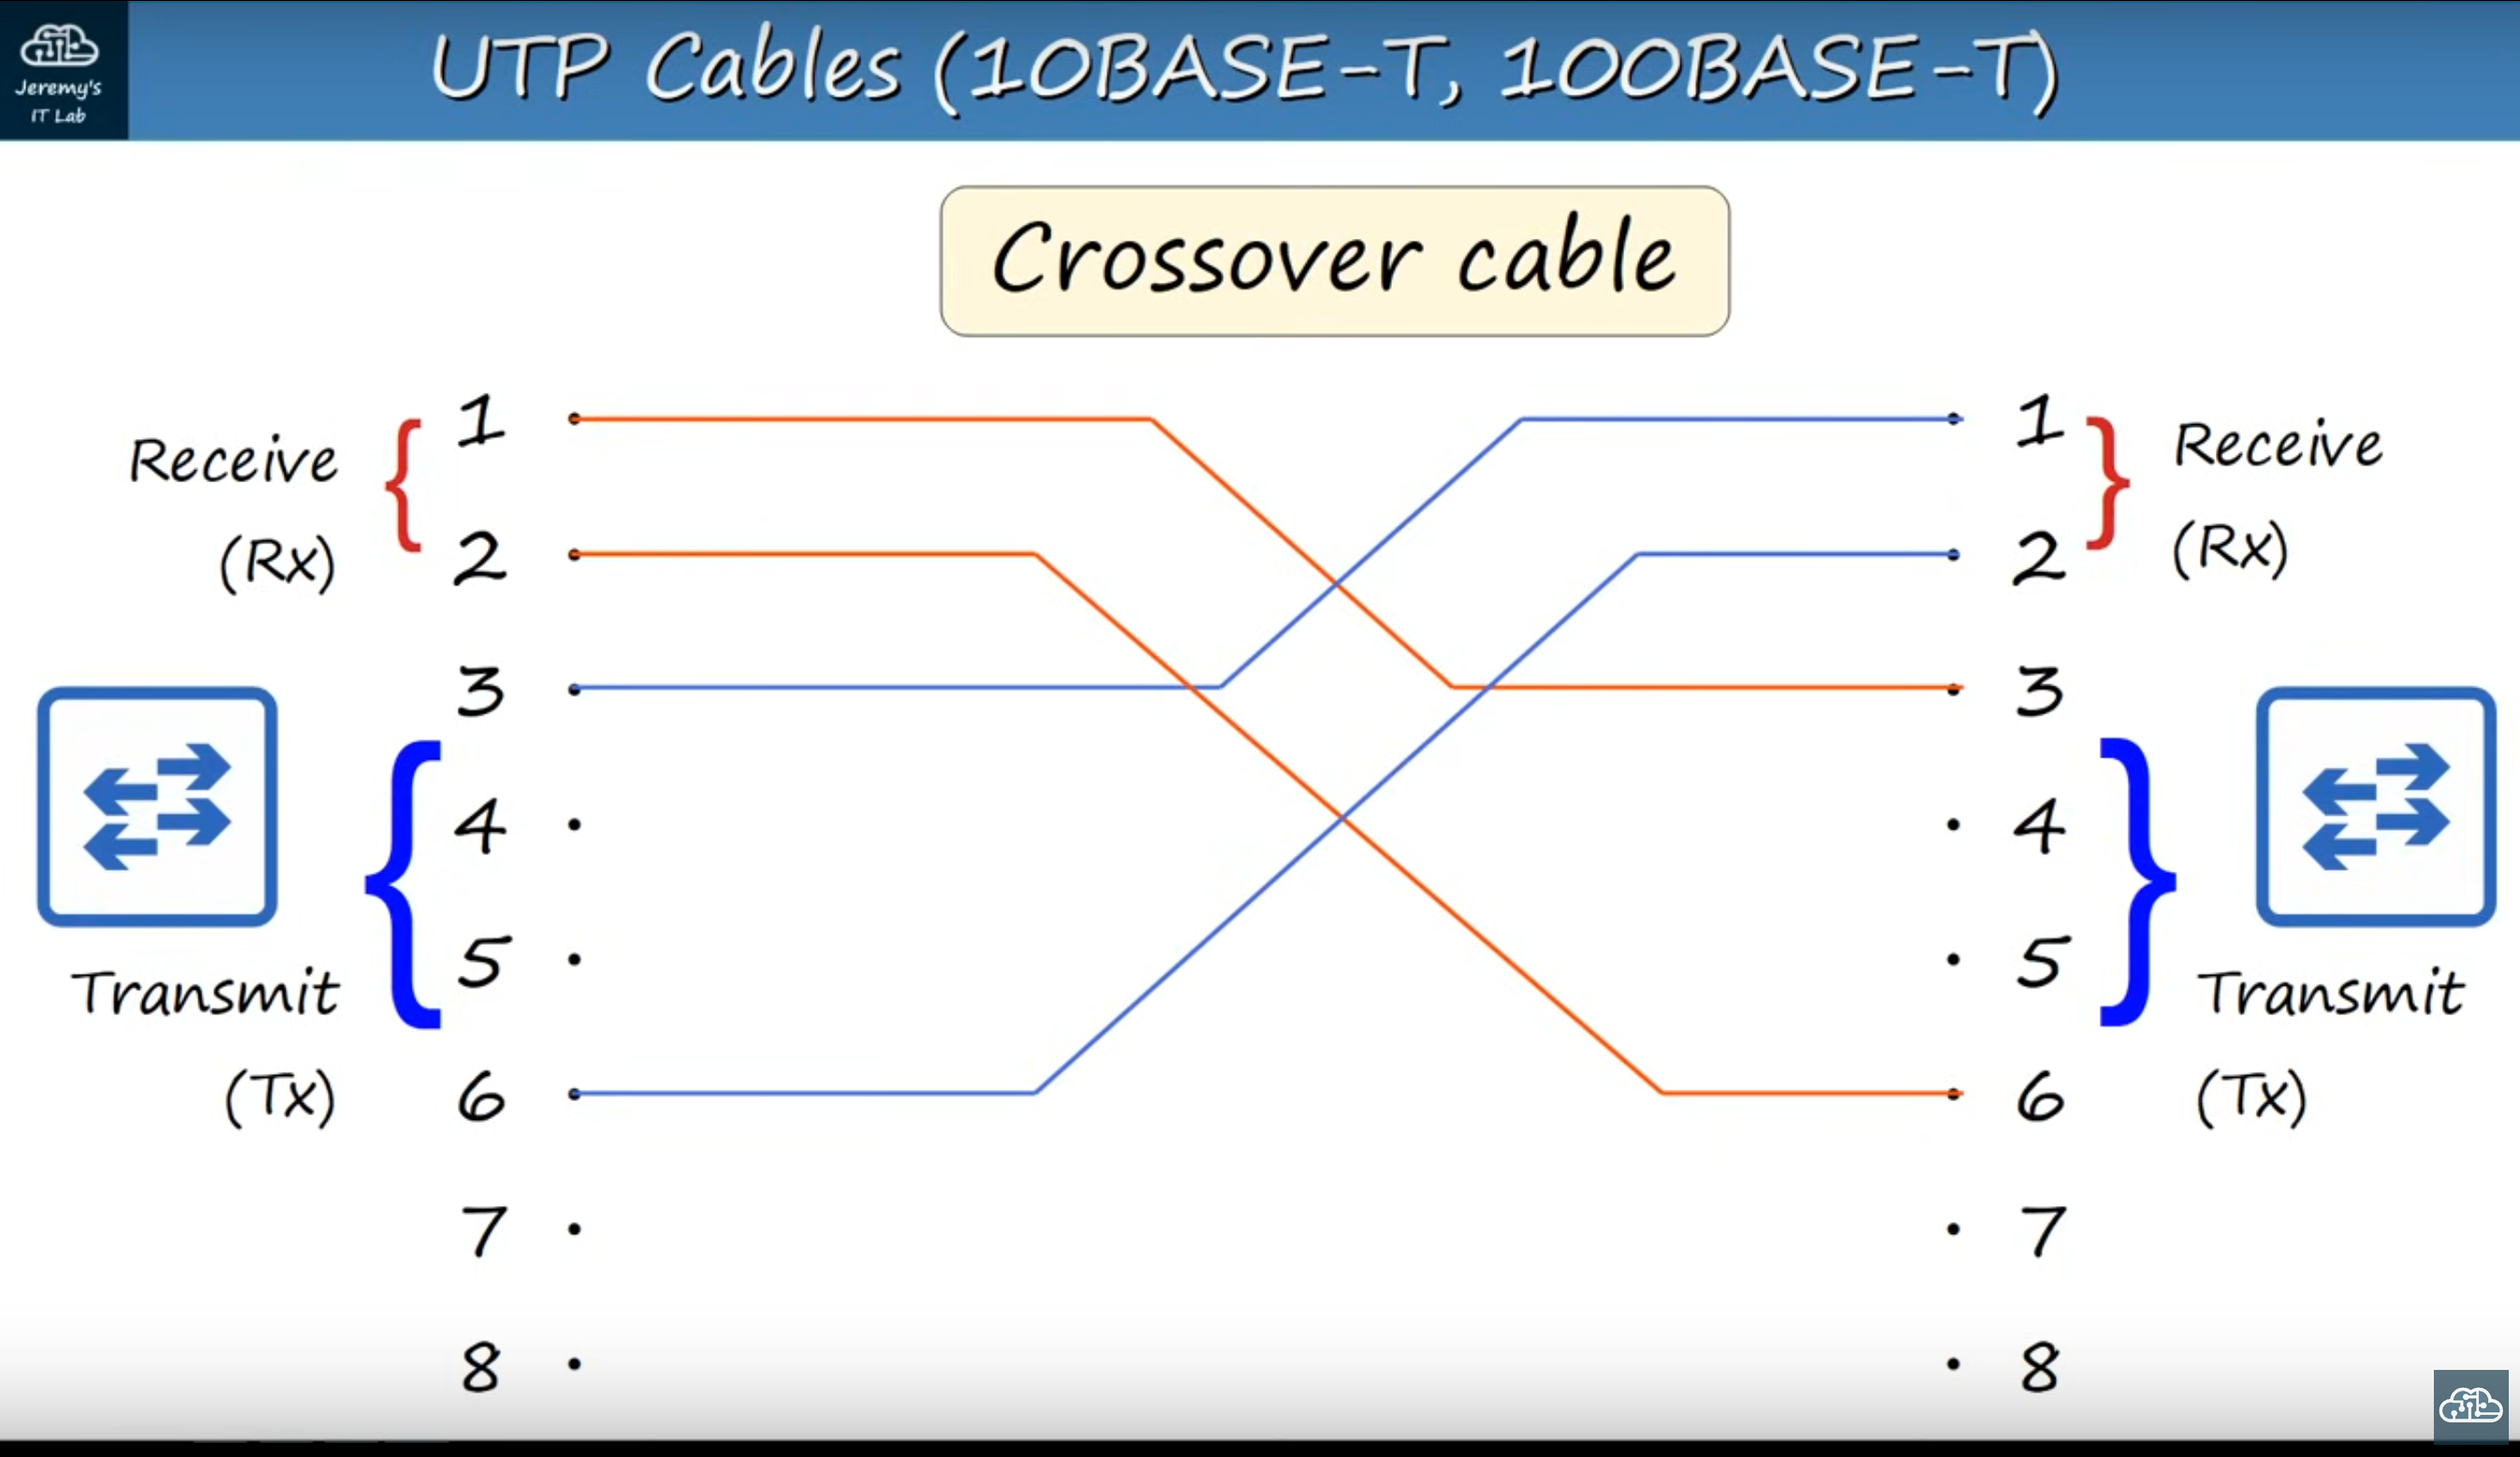 Jeremy's
IT Lab
UTP Cables (10BASE-T, 100BASE-T)
Crossover cable
Receive
(Rx)
Transmit
(Tx)
1
2
3
4
5
6
7
8
1
2
3
4
5
6
7
8
Receive
(Rx)
Transmit
(Tx)